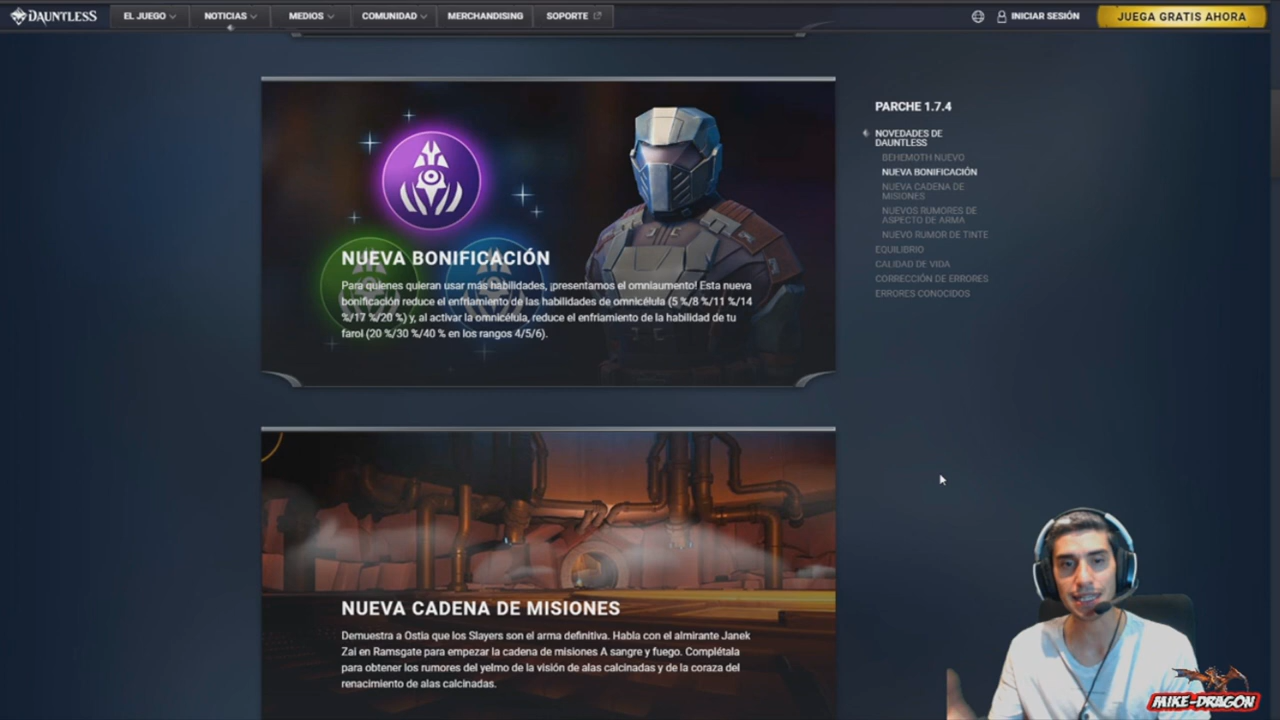 DAUNTLESS
EL JUEGO
NOTICIAS
MEDIOS
COMUNIDAD
MERCHANDISING
SOPORTE
INICIAR SESIÓN
JUEGA GRATIS AHORA
NUEVA BONIFICACIÓN
Para quienes quieran usar más habilidades, ¡presentamos el omniaumento! Esta nueva
bonificación reduce el enfriamiento de las habilidades de omnicélula (5 %/8 %/11 %/14
%/17 %/20 %) y, al activar la omnicélula, reduce el enfriamiento de la habilidad de tu
farol (20 %/30 %/40 % en los rangos 4/5/6).
NUEVA CADENA DE MISIONES
Demuestra a Ostia que los Slayers son el arma definitiva. Habla con el almirante Janek
Zai en Ramsgate para empezar la cadena de misiones A sangre y fuego. Complétala
para obtener los rumores del yelmo de la visión de alas calcinadas y de la coraza del
renacimiento de alas calcinadas.
PARCHE 1.7.4
NOVEDADES DE
DAUNTLESS
BEHEMOTH NUEVO
NUEVA BONIFICACIÓN
NUEVA CADENA DE
MISIONES
NUEVOS RUMORES DE
ASPECTO DE ARMA
NUEVO RUMOR DE TINTE
EQUILIBRIO
CALIDAD DE VIDA
CORRECCIÓN DE ERRORES
ERRORES CONOCIDOS
MIKE-DRAGON